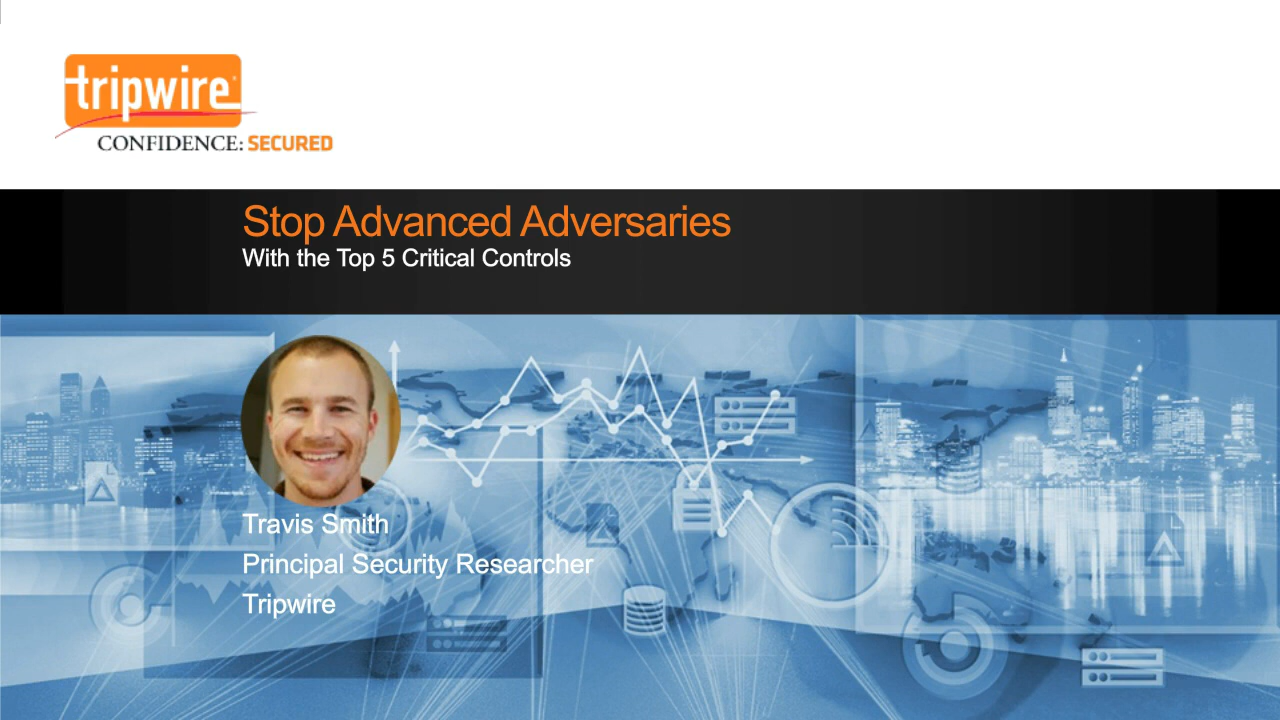 tripwire
CONFIDENCE: SECURED
Stop Advanced Adversaries
With the Top 5 Critical Controls
Travis Smith
Principal Security Researcher
Tripwire